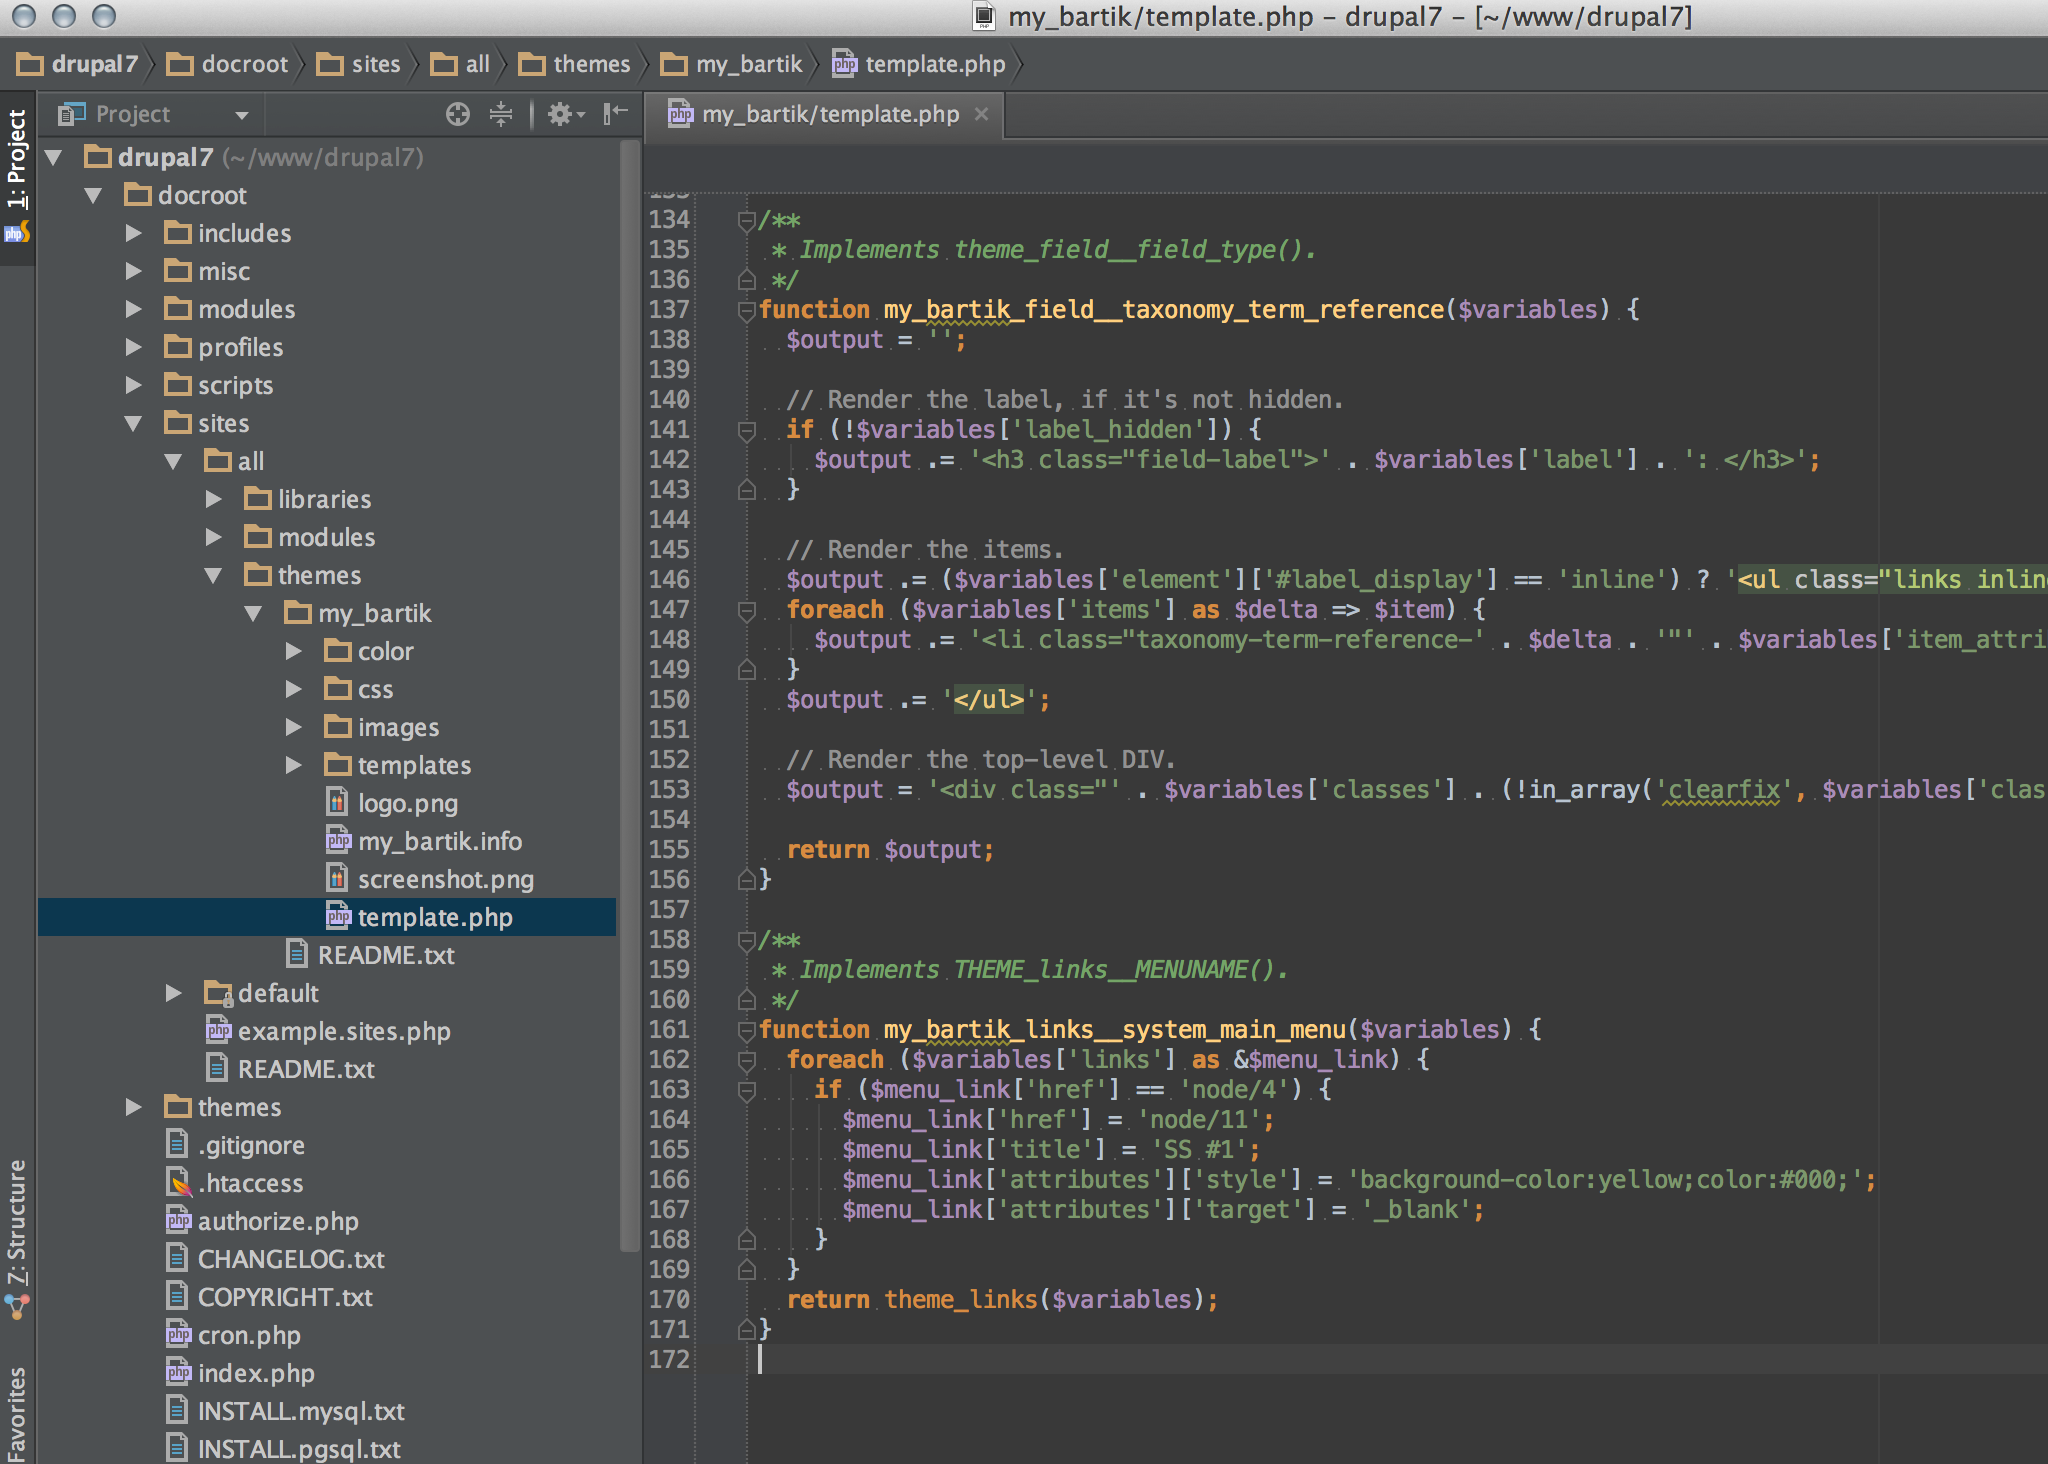 my_bartik/template.php - drupal7 - [~/www/drupal7]
drupal7 docroot sites all themes my_bartik template.php
1: Project
7: Structure
Favorites
Project
drupal7 (~/www/drupal7)
docroot
includes
misc
modules
profiles
scripts
sites
all
libraries
modules
themes
my_bartik
color
css
images
templates
logo.png
my_bartik.info
screenshot.png
template.php
README.txt
default
example.sites.php
README.txt
themes
.gitignore
.htaccess
authorize.php
CHANGELOG.txt
COPYRIGHT.txt
cron.php
index.php
INSTALL.mysql.txt
INSTALL.pgsql.txt
my_bartik/template.php
134 /**
135  * Implements theme_field__field_type().
136  */
137 function my_bartik_field__taxonomy_term_reference($variables) {
138   $output = '';
139
140   // Render the label, if it's not hidden.
141   if (!$variables['label_hidden']) {
142     $output .= '<h3 class="field-label">' . $variables['label'] . ': </h3>';
143   }
144
145   // Render the items.
146   $output .= ($variables['element']['#label_display'] == 'inline') ? '<ul class="links inline
147   foreach ($variables['items'] as $delta => $item) {
148     $output .= '<li class="taxonomy-term-reference-' . $delta . '"' . $variables['item_attri
149   }
150   $output .= '</ul>';
151
152   // Render the top-level DIV.
153   $output = '<div class="' . $variables['classes'] . (!in_array('clearfix', $variables['clas
154
155   return $output;
156 }
157
158 /**
159  * Implements THEME_links__MENUNAME().
160  */
161 function my_bartik_links__system_main_menu($variables) {
162   foreach ($variables['links'] as &$menu_link) {
163     if ($menu_link['href'] == 'node/4') {
164       $menu_link['href'] = 'node/11';
165       $menu_link['title'] = 'SS #1';
166       $menu_link['attributes']['style'] = 'background-color:yellow;color:#000;';
167       $menu_link['attributes']['target'] = '_blank';
168     }
169   }
170   return theme_links($variables);
171 }
172